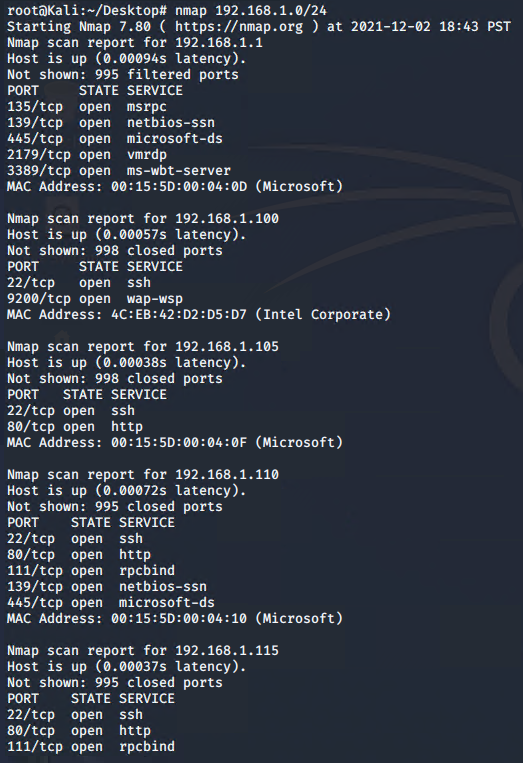 root@Kali:~/Desktop# nmap 192.168.1.0/24
Starting Nmap 7.80 ( https://nmap.org ) at 2021-12-02 18:43 PST
Nmap scan report for 192.168.1.1
Host is up (0.00094s latency).
Not shown: 995 filtered ports
PORT     STATE SERVICE
135/tcp  open  msrpc
139/tcp  open  netbios-ssn
445/tcp  open  microsoft-ds
2179/tcp open  vmrdp
3389/tcp open  ms-wbt-server
MAC Address: 00:15:5D:00:04:0D (Microsoft)

Nmap scan report for 192.168.1.100
Host is up (0.00057s latency).
Not shown: 998 closed ports
PORT     STATE SERVICE
22/tcp   open  ssh
9200/tcp open  wap-wsp
MAC Address: 4C:EB:42:D2:D5:D7 (Intel Corporate)

Nmap scan report for 192.168.1.105
Host is up (0.00038s latency).
Not shown: 998 closed ports
PORT   STATE SERVICE
22/tcp open  ssh
80/tcp open  http
MAC Address: 00:15:5D:00:04:0F (Microsoft)

Nmap scan report for 192.168.1.110
Host is up (0.00072s latency).
Not shown: 995 closed ports
PORT    STATE SERVICE
22/tcp  open  ssh
80/tcp  open  http
111/tcp open  rpcbind
139/tcp open  netbios-ssn
445/tcp open  microsoft-ds
MAC Address: 00:15:5D:00:04:10 (Microsoft)

Nmap scan report for 192.168.1.115
Host is up (0.00037s latency).
Not shown: 995 closed ports
PORT    STATE SERVICE
22/tcp  open  ssh
80/tcp  open  http
111/tcp open  rpcbind